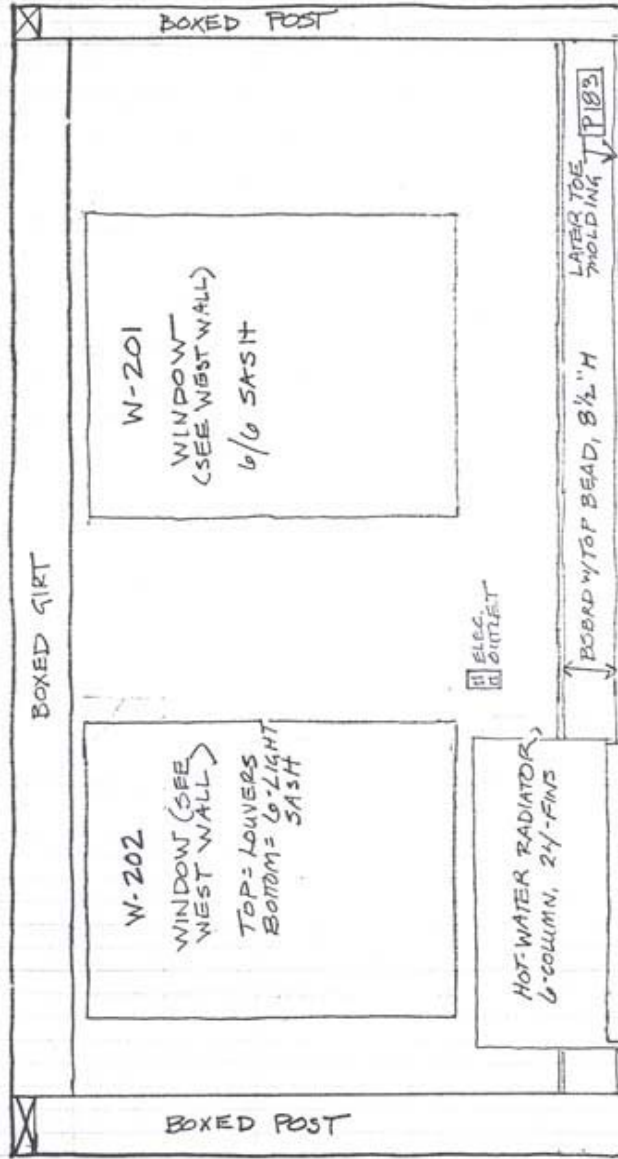 BOXED GIRT
BOXED POST
W-202
WINDOW (SEE
WEST WALL)
TOP = LOUVERS
BOTTOM = 6-LIGHT
SASH
W-201
WINDOW
(SEE WEST WALL)
6/6 SASH
BOXED POST
ELEC.
OUTLET
HOT-WATER RADIATOR,
6-COLUMN, 24-FINS
BSBRD W/TOP BEAD, 8½"H
LATER TOE
MOLDING
P183